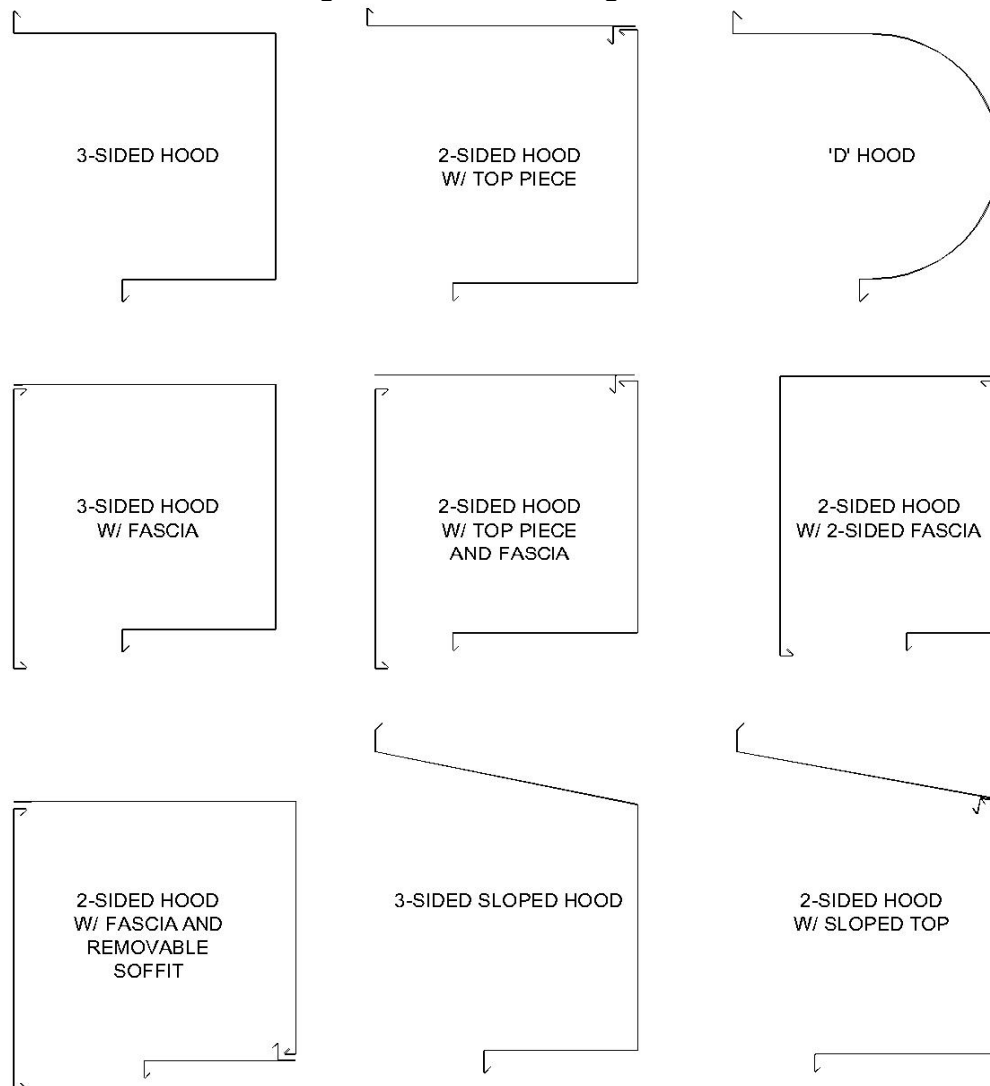 3-SIDED HOOD
2-SIDED HOOD
W/ TOP PIECE
'D' HOOD
3-SIDED HOOD
W/ FASCIA
2-SIDED HOOD
W/ TOP PIECE
AND FASCIA
2-SIDED HOOD
W/ 2-SIDED FASCIA
2-SIDED HOOD
W/ FASCIA AND
REMOVABLE
SOFFIT
3-SIDED SLOPED HOOD
2-SIDED HOOD
W/ SLOPED TOP